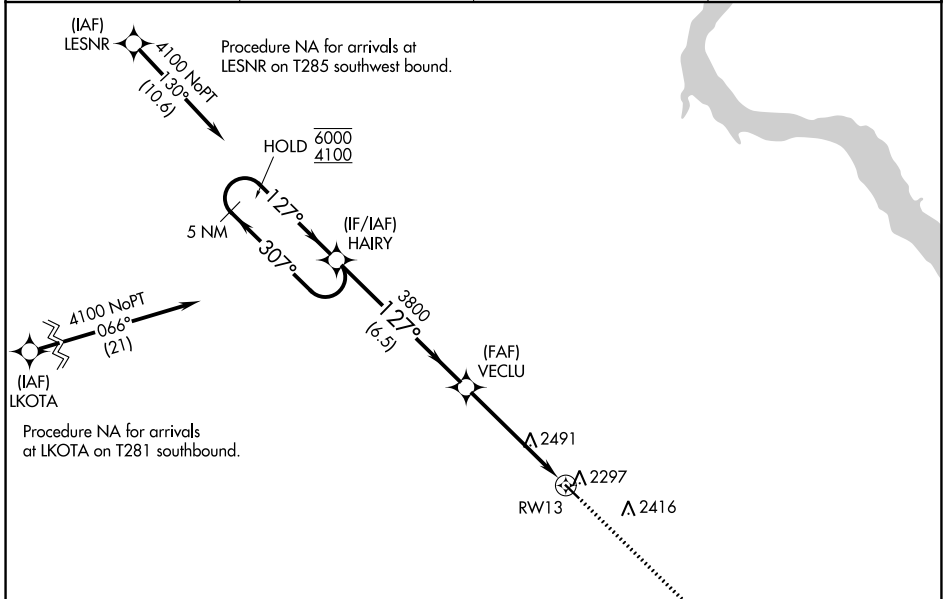 (IAF)
LESNR
4100 NoPT
130°
(10.6)
Procedure NA for arrivals at
LESNR on T285 southwest bound.
HOLD 6000
4100
127°
5 NM
307°
(IF/IAF)
HAIRY
3800
127°
(6.5)
4100 NoPT
066°
(21)
(IAF)
LKOTA
(FAF)
VECLU
Procedure NA for arrivals
at LKOTA on T281 southbound.
2491
2297
RW13
2416